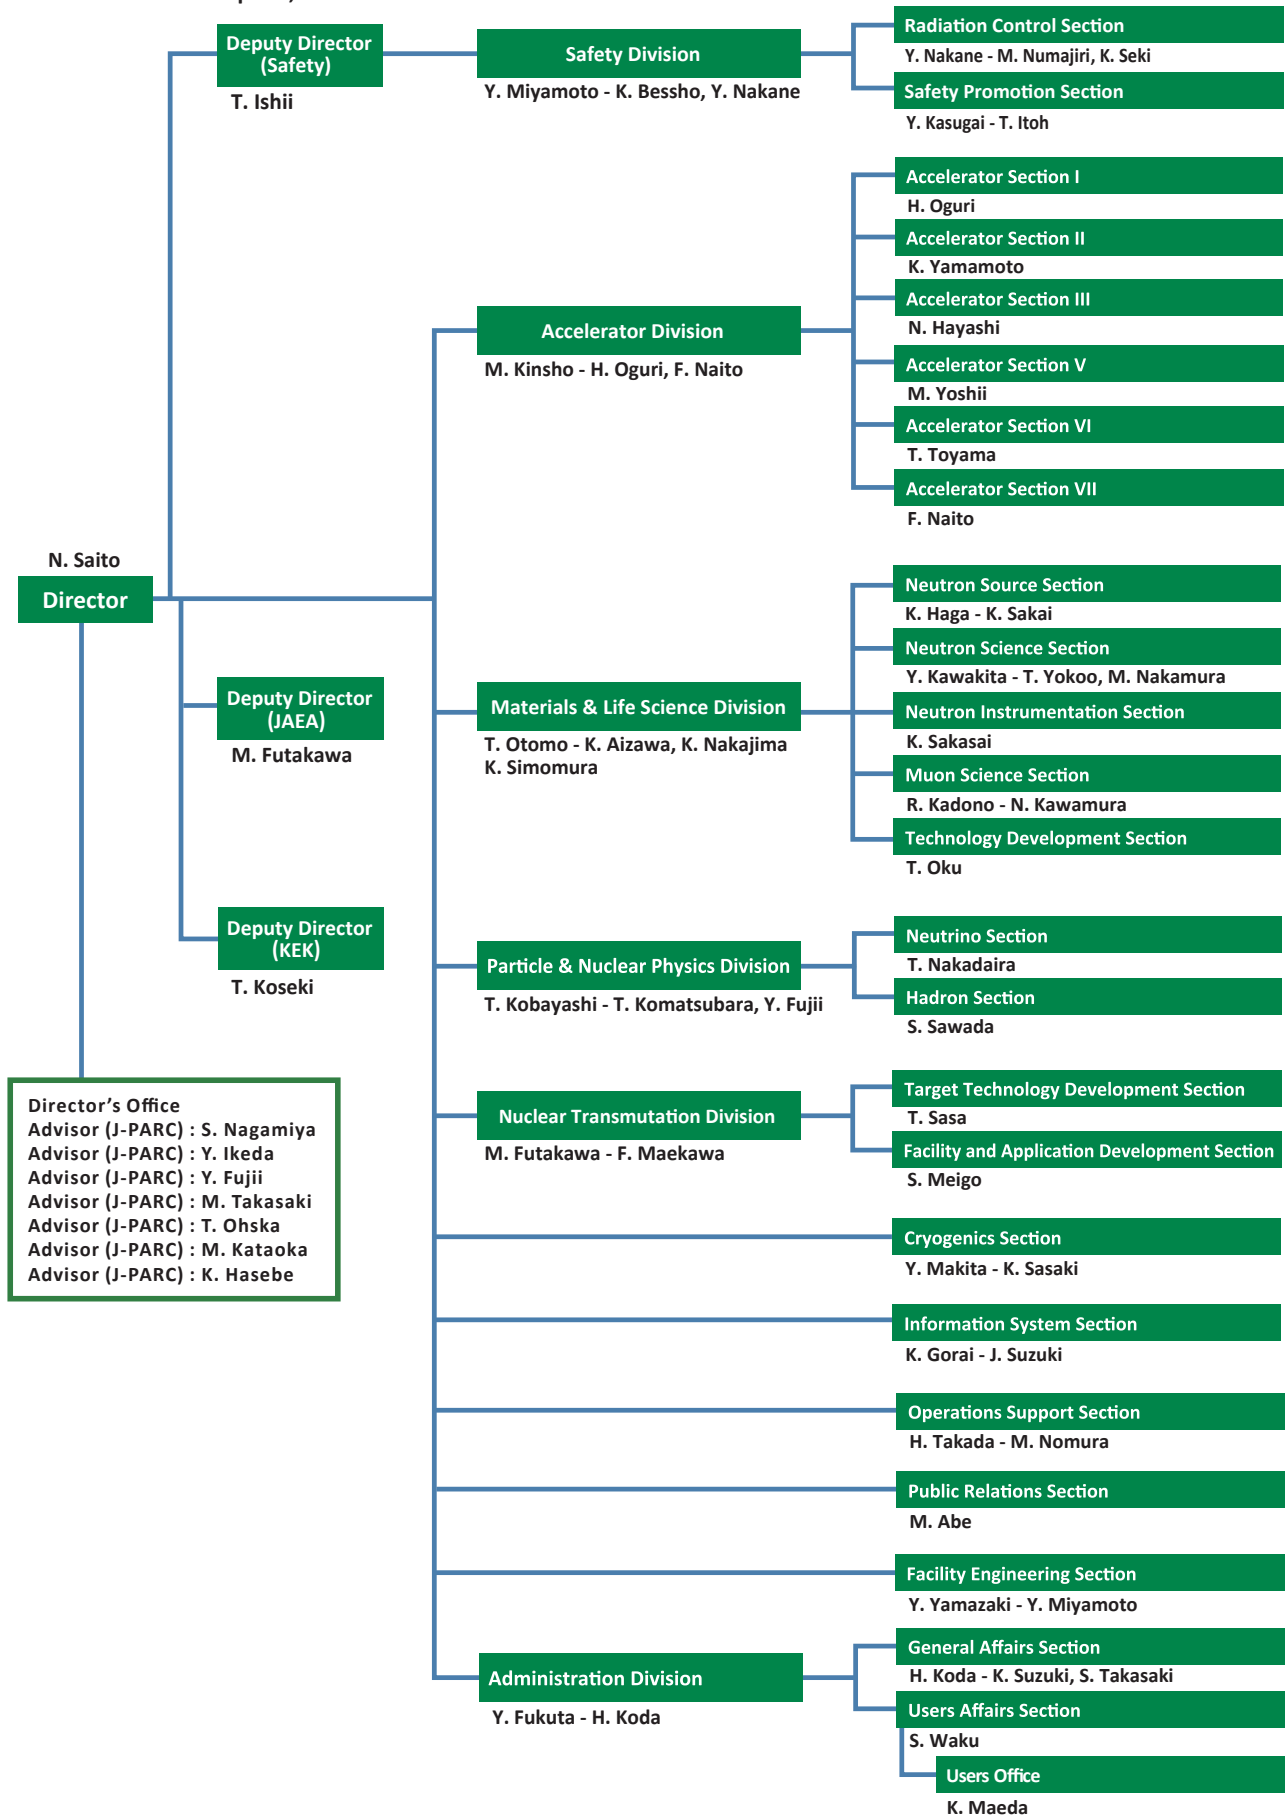 Deputy Director
(Safety)
T. Ishii
Safety Division
Y. Miyamoto - K. Bessho, Y. Nakane
Radiation Control Section
Y. Nakane - M. Numajiri, K. Seki
Safety Promotion Section
Y. Kasugai - T. Itoh
Accelerator Division
M. Kinsho - H. Oguri, F. Naito
Accelerator Section I
H. Oguri
Accelerator Section II
K. Yamamoto
Accelerator Section III
N. Hayashi
Accelerator Section V
M. Yoshii
Accelerator Section VI
T. Toyama
Accelerator Section VII
F. Naito
N. Saito
Director
Deputy Director
(JAEA)
M. Futakawa
Deputy Director
(KEK)
T. Koseki
Director's Office
Advisor (J-PARC) : S. Nagamiya
Advisor (J-PARC) : Y. Ikeda
Advisor (J-PARC) : Y. Fujii
Advisor (J-PARC) : M. Takasaki
Advisor (J-PARC) : T. Ohska
Advisor (J-PARC) : M. Kataoka
Advisor (J-PARC) : K. Hasebe
Materials & Life Science Division
T. Otomo - K. Aizawa, K. Nakajima
K. Simomura
Neutron Source Section
K. Haga - K. Sakai
Neutron Science Section
Y. Kawakita - T. Yokoo, M. Nakamura
Neutron Instrumentation Section
K. Sakasai
Muon Science Section
R. Kadono - N. Kawamura
Technology Development Section
T. Oku
Particle & Nuclear Physics Division
T. Kobayashi - T. Komatsubara, Y. Fujii
Neutrino Section
T. Nakadaira
Hadron Section
S. Sawada
Nuclear Transmutation Division
M. Futakawa - F. Maekawa
Target Technology Development Section
T. Sasa
Facility and Application Development Section
S. Meigo
Cryogenics Section
Y. Makita - K. Sasaki
Information System Section
K. Gorai - J. Suzuki
Operations Support Section
H. Takada - M. Nomura
Public Relations Section
M. Abe
Facility Engineering Section
Y. Yamazaki - Y. Miyamoto
Administration Division
Y. Fukuta - H. Koda
General Affairs Section
H. Koda - K. Suzuki, S. Takasaki
Users Affairs Section
S. Waku
Users Office
K. Maeda